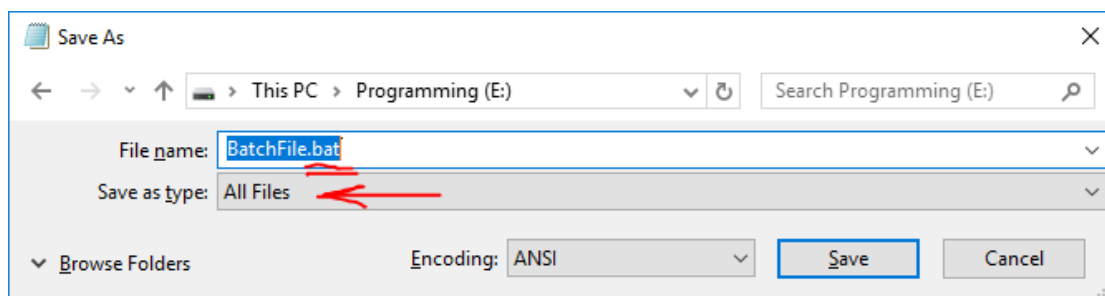 Save As
This PC > Programming (E:)
Search Programming (E:)
File name: BatchFile.bat
Save as type: All Files
Browse Folders
Encoding: ANSI
Save
Cancel